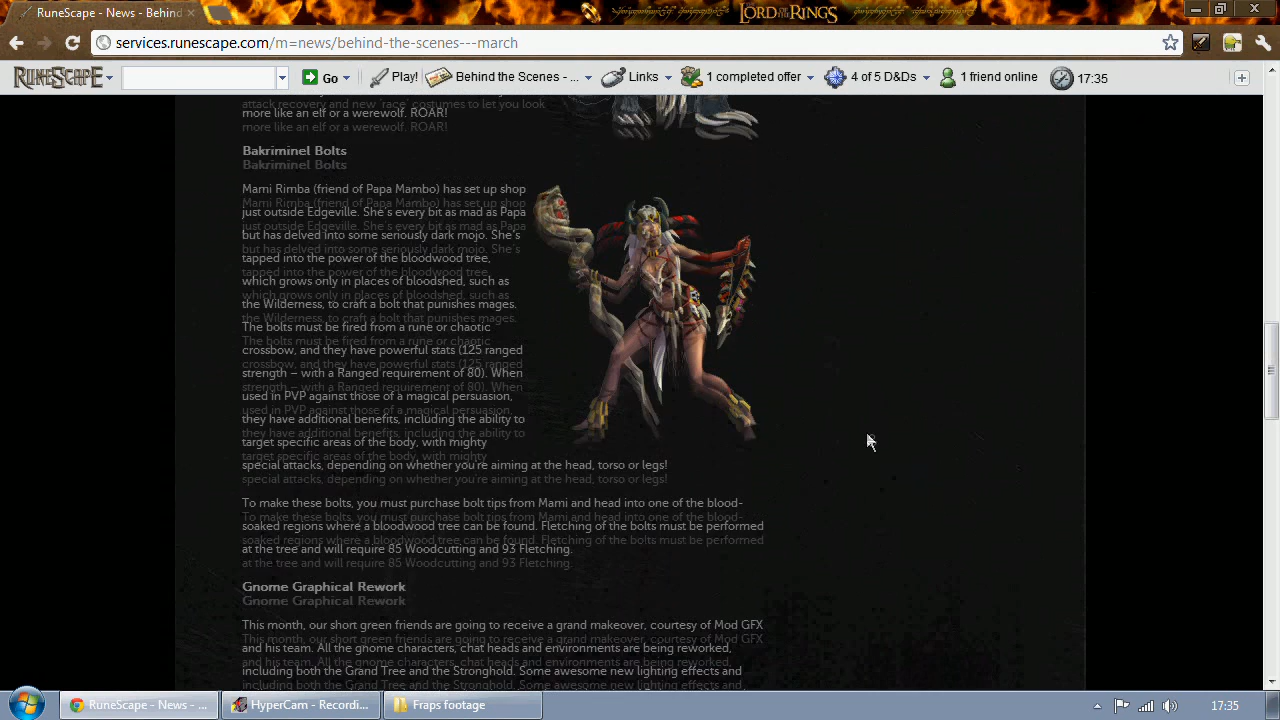 RuneScape - News - Behind
LORD OF THE RINGS
services.runescape.com/m=news/behind-the-scenes---march
RUNESCAPE
Go
Play!
Behind the Scenes - ...
Links
1 completed offer
4 of 5 D&Ds
1 friend online
17:35
attack recovery and new 'race' costumes to let you look
more like an elf or a werewolf. ROAR!
Bakriminel Bolts
Mami Rimba (friend of Papa Mambo) has set up shop
just outside Edgeville. She's every bit as mad as Papa
but has delved into some seriously dark mojo. She's
tapped into the power of the bloodwood tree,
which grows only in places of bloodshed, such as
the Wilderness, to craft a bolt that punishes mages.
The bolts must be fired from a rune or chaotic
crossbow, and they have powerful stats (125 ranged
strength – with a Ranged requirement of 80). When
used in PVP against those of a magical persuasion,
they have additional benefits, including the ability to
target specific areas of the body, with mighty
special attacks, depending on whether you're aiming at the head, torso or legs!
To make these bolts, you must purchase bolt tips from Mami and head into one of the blood-
soaked regions where a bloodwood tree can be found. Fletching of the bolts must be performed
at the tree and will require 85 Woodcutting and 93 Fletching.
Gnome Graphical Rework
This month, our short green friends are going to receive a grand makeover, courtesy of Mod GFX
and his team. All the gnome characters, chat heads and environments are being reworked,
including both the Grand Tree and the Stronghold. Some awesome new lighting effects and
RuneScape - News - ...
HyperCam - Recordi...
Fraps footage
17:35